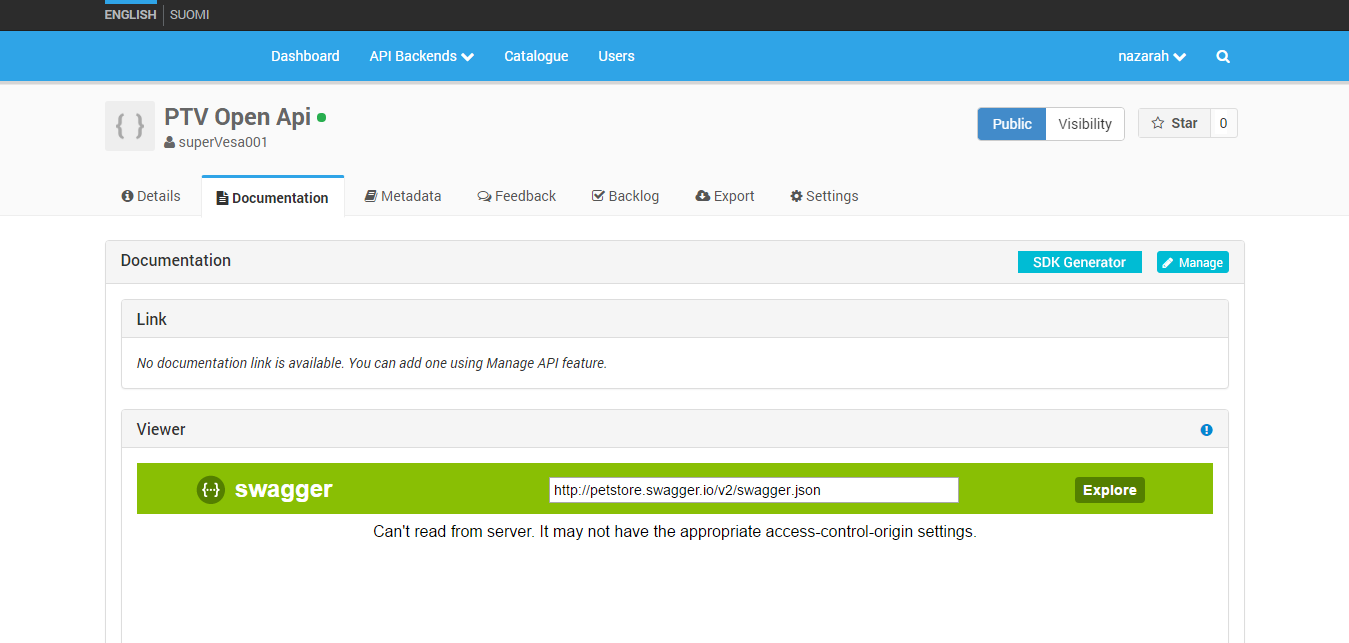 ENGLISH SUOMI
Dashboard API Backends Catalogue Users nazarah
{ } PTV Open Api Public Visibility Star 0
superVesa001
Details Documentation Metadata Feedback Backlog Export Settings
Documentation SDK Generator Manage
Link
No documentation link is available. You can add one using Manage API feature.
Viewer
{··} swagger http://petstore.swagger.io/v2/swagger.json Explore
Can't read from server. It may not have the appropriate access-control-origin settings.